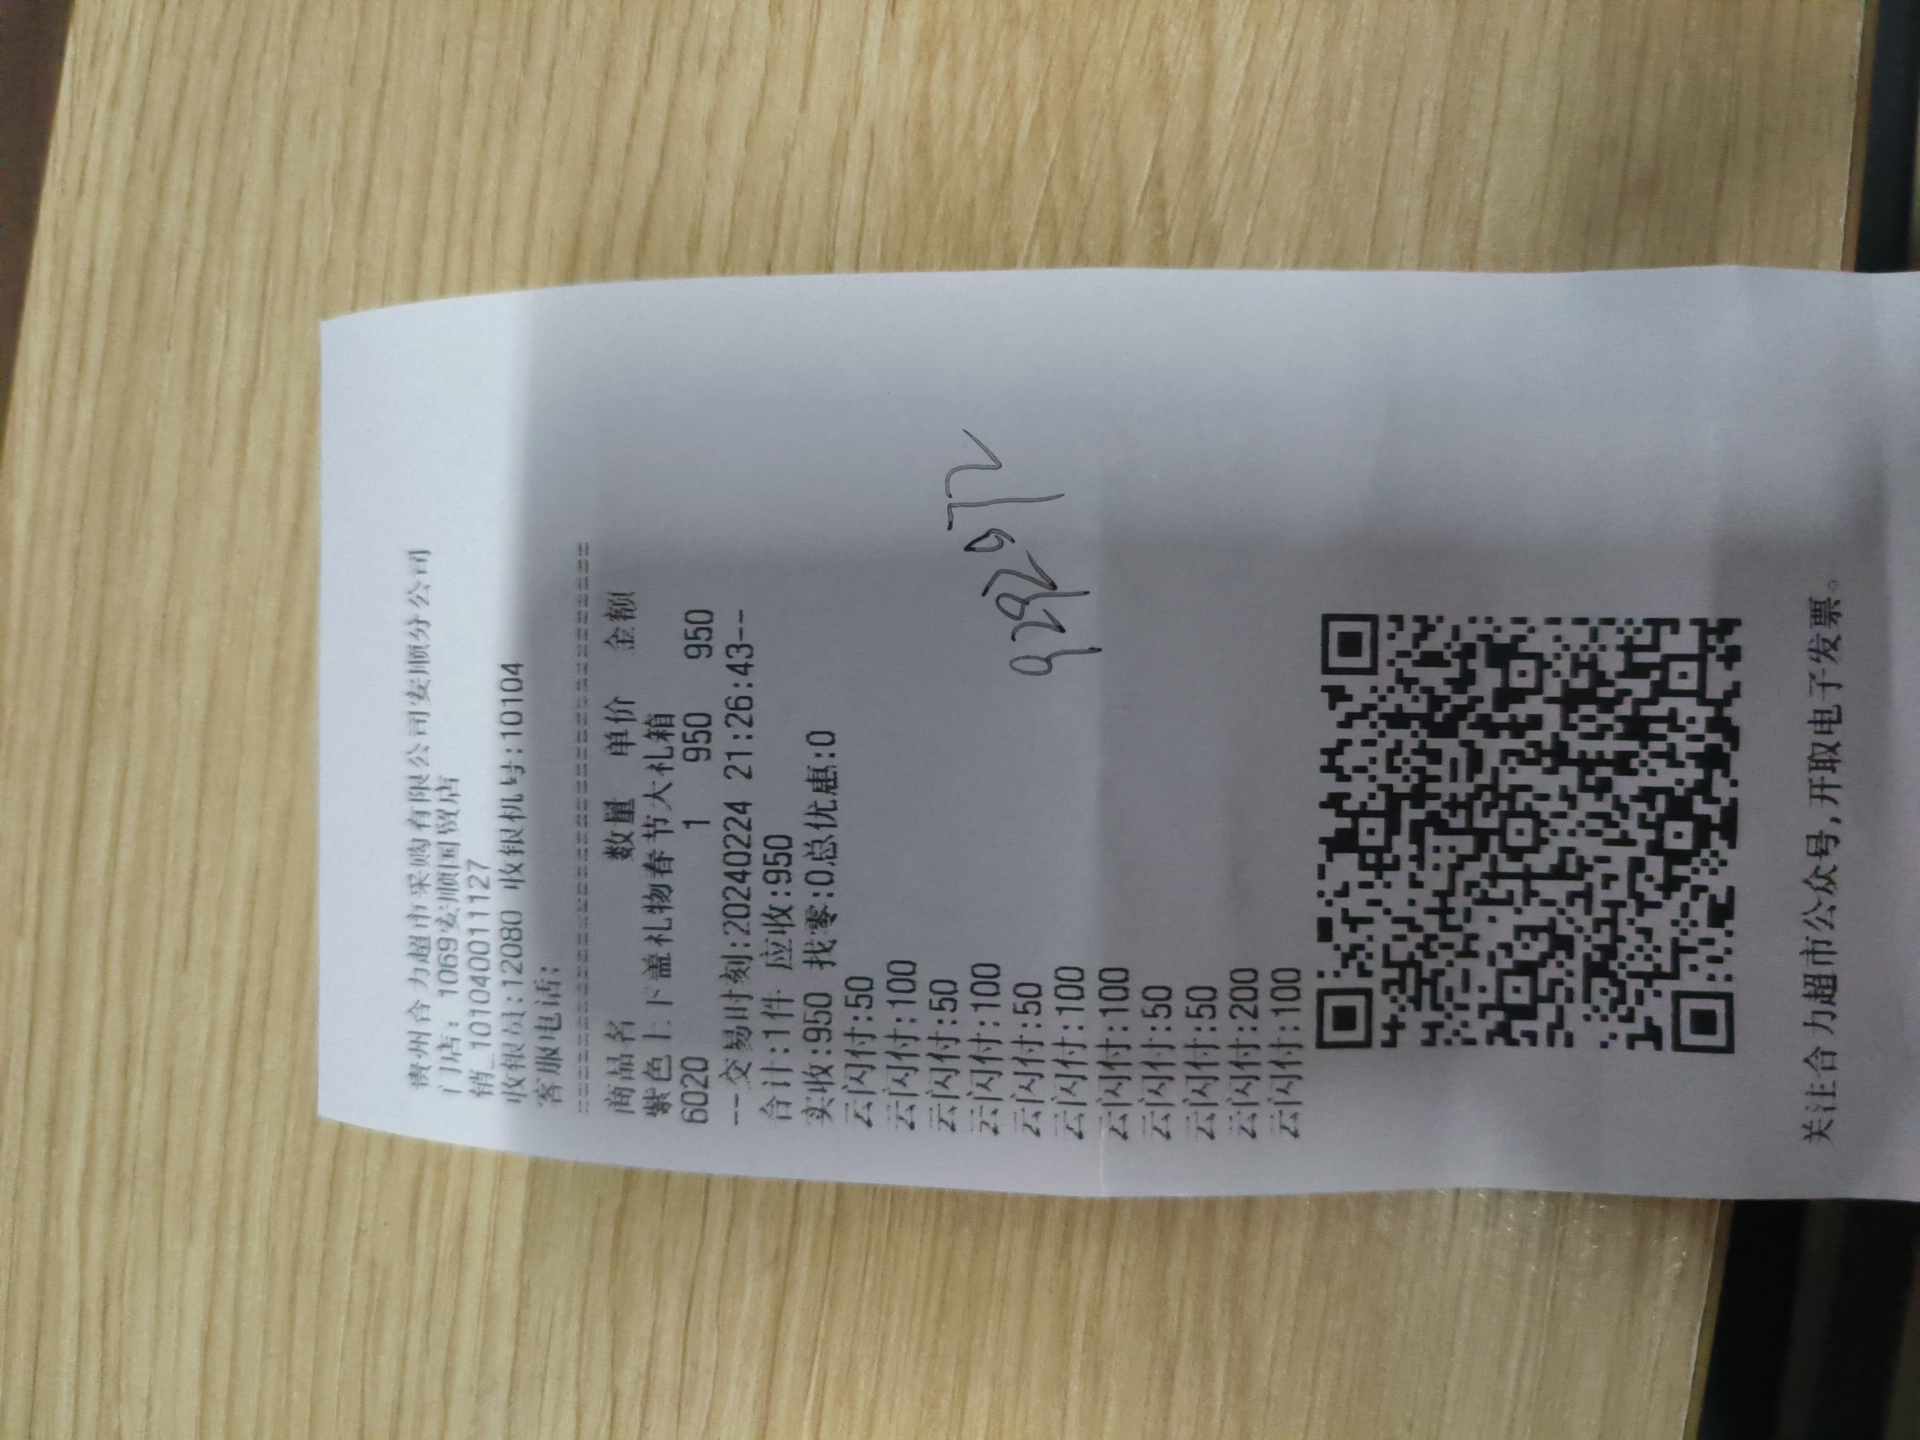 贵州合力超市采购有限公司安顺分公司
门店: 1069安顺国贸店
销_101040011127
收银员:12080 收银机号:10104
客服电话:
================================
商品名 数量 单价 金额
紫色上下盖礼物春节大礼箱
6020 1 950 950
--交易时刻:20240224 21:26:43--
合计:1件 应收:950
实收:950 找零:0总优惠:0
云闪付:50
云闪付:100
云闪付:50
云闪付:100
云闪付:50
云闪付:100
云闪付:100
云闪付:50
云闪付:50
云闪付:200
云闪付:100
关注合力超市公众号,开取电子发票。